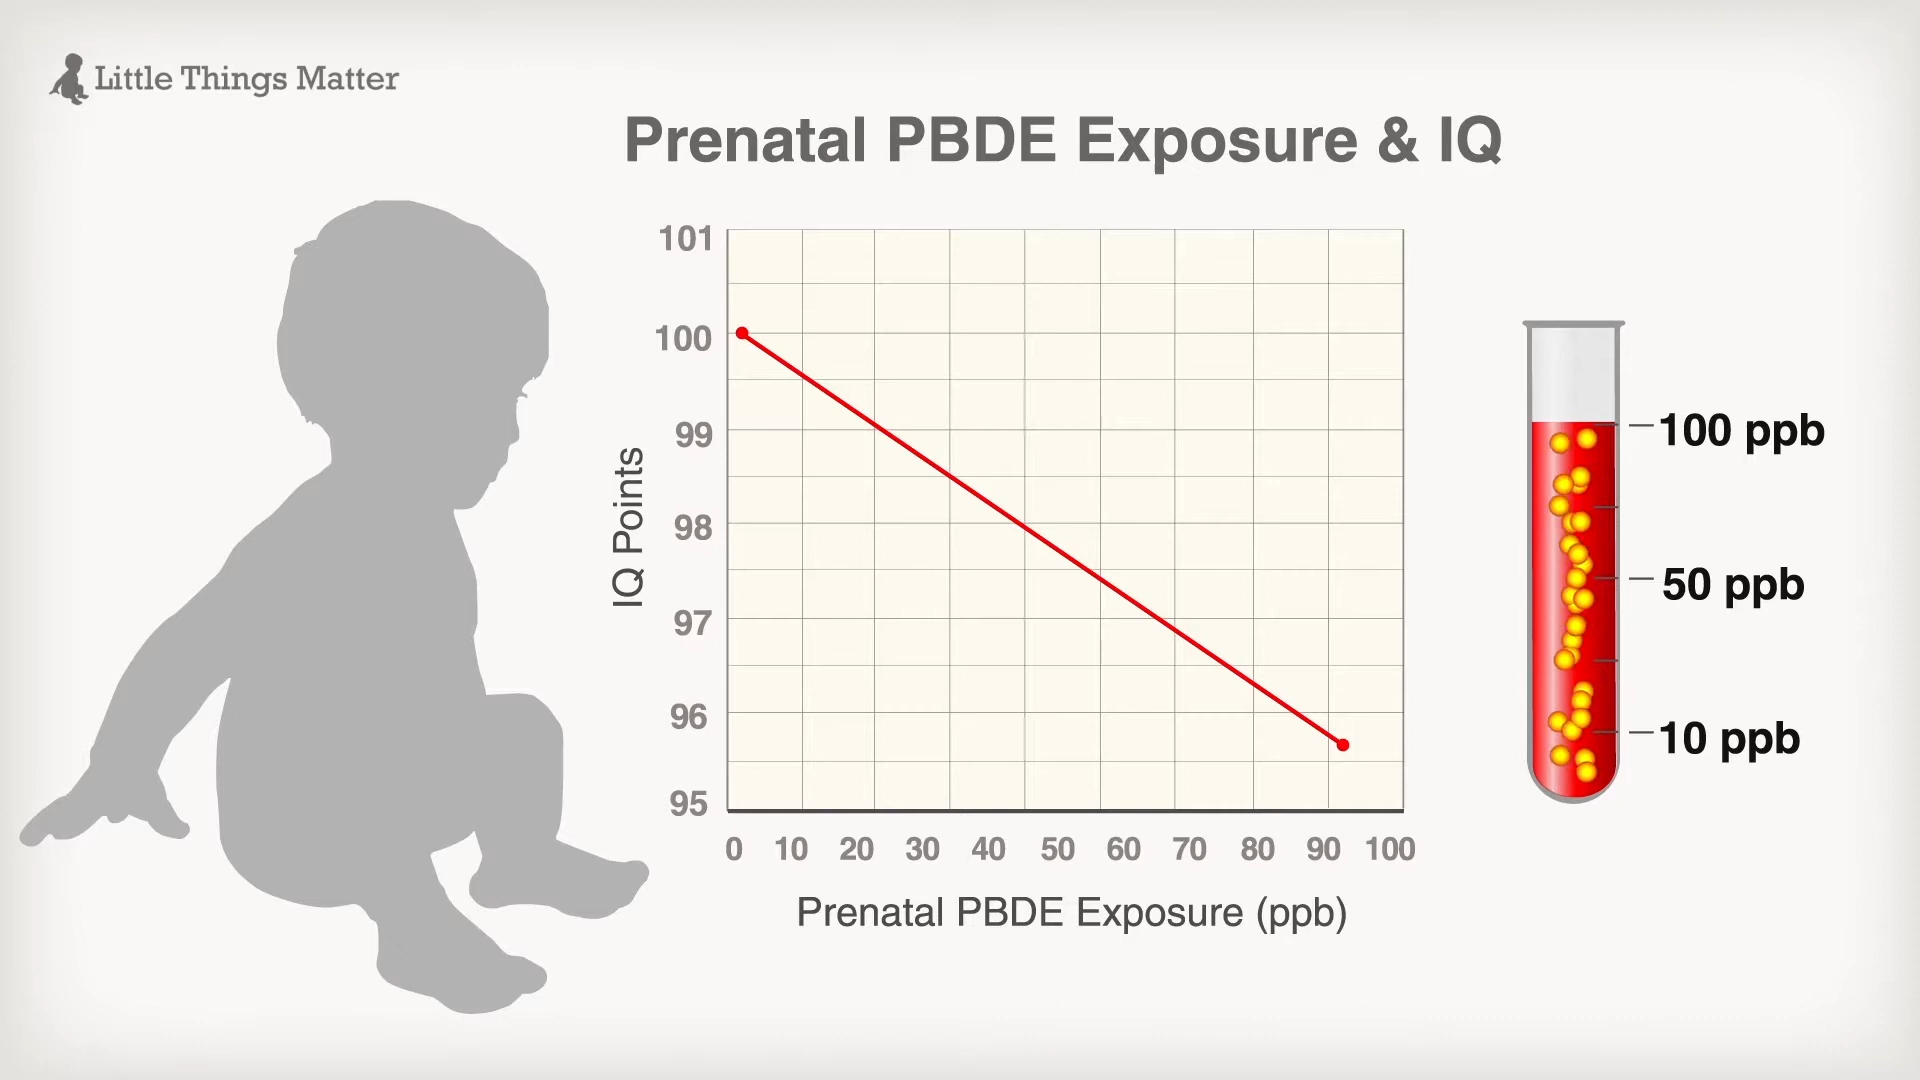 Little Things Matter
Prenatal PBDE Exposure & IQ
101
100
99
98
97
96
95
IQ Points
0 10 20 30 40 50 60 70 80 90 100
Prenatal PBDE Exposure (ppb)
100 ppb
50 ppb
10 ppb